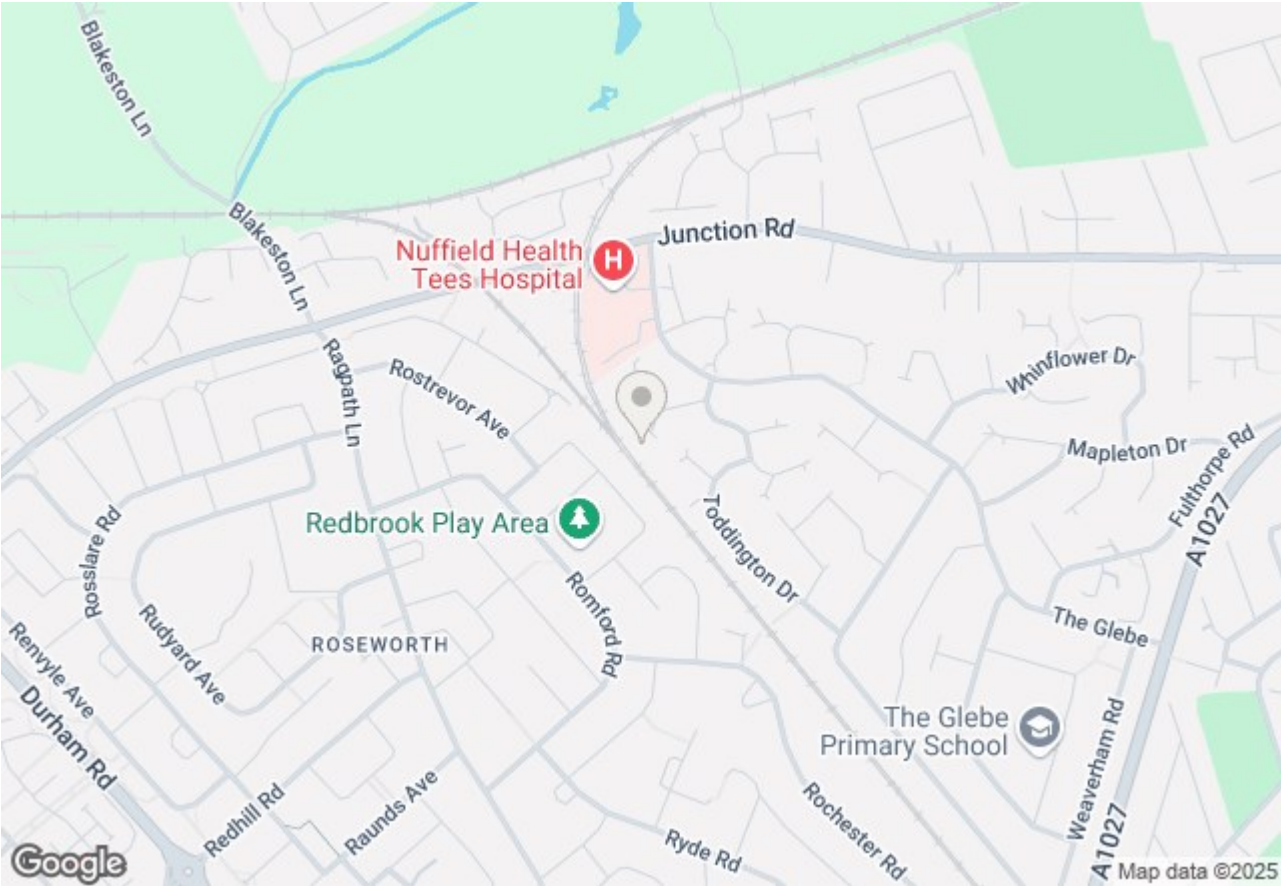 Blakeston Ln
Blakeston Ln
Junction Rd
Nuffield Health
Tees Hospital
H
Ragpath Ln
Rostrevor Ave
Whinflower Dr
Mapleton Dr
Fulthorpe Rd
A1027
Rosslare Rd
Redbrook Play Area
Toddington Dr
Romford Rd
Rudyard Ave
Renvyle Ave
ROSEWORTH
The Glebe
Durham Rd
The Glebe
Primary School
Weaverham Rd
Redhill Rd
Raunds Ave
Ryde Rd
Rochester Rd
A1027
Google
Map data ©2025